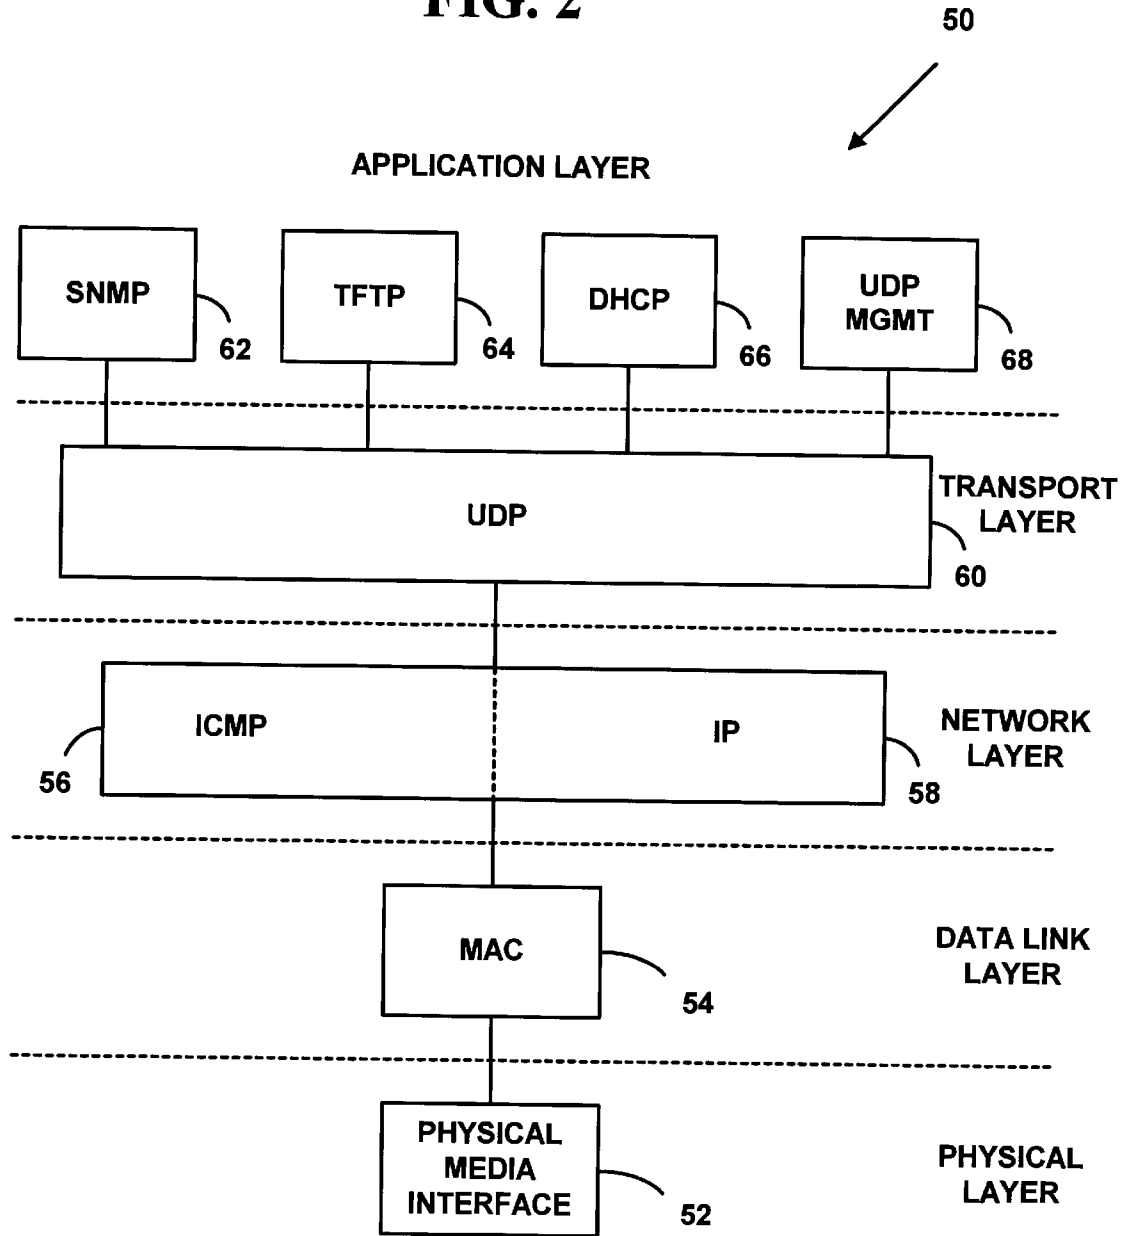 FIG. 2
50
APPLICATION LAYER
SNMP
62
TFTP
64
DHCP
66
UDP
MGMT
68
UDP
TRANSPORT
LAYER
60
ICMP
56
IP
58
NETWORK
LAYER
MAC
54
DATA LINK
LAYER
PHYSICAL
MEDIA
INTERFACE
52
PHYSICAL
LAYER